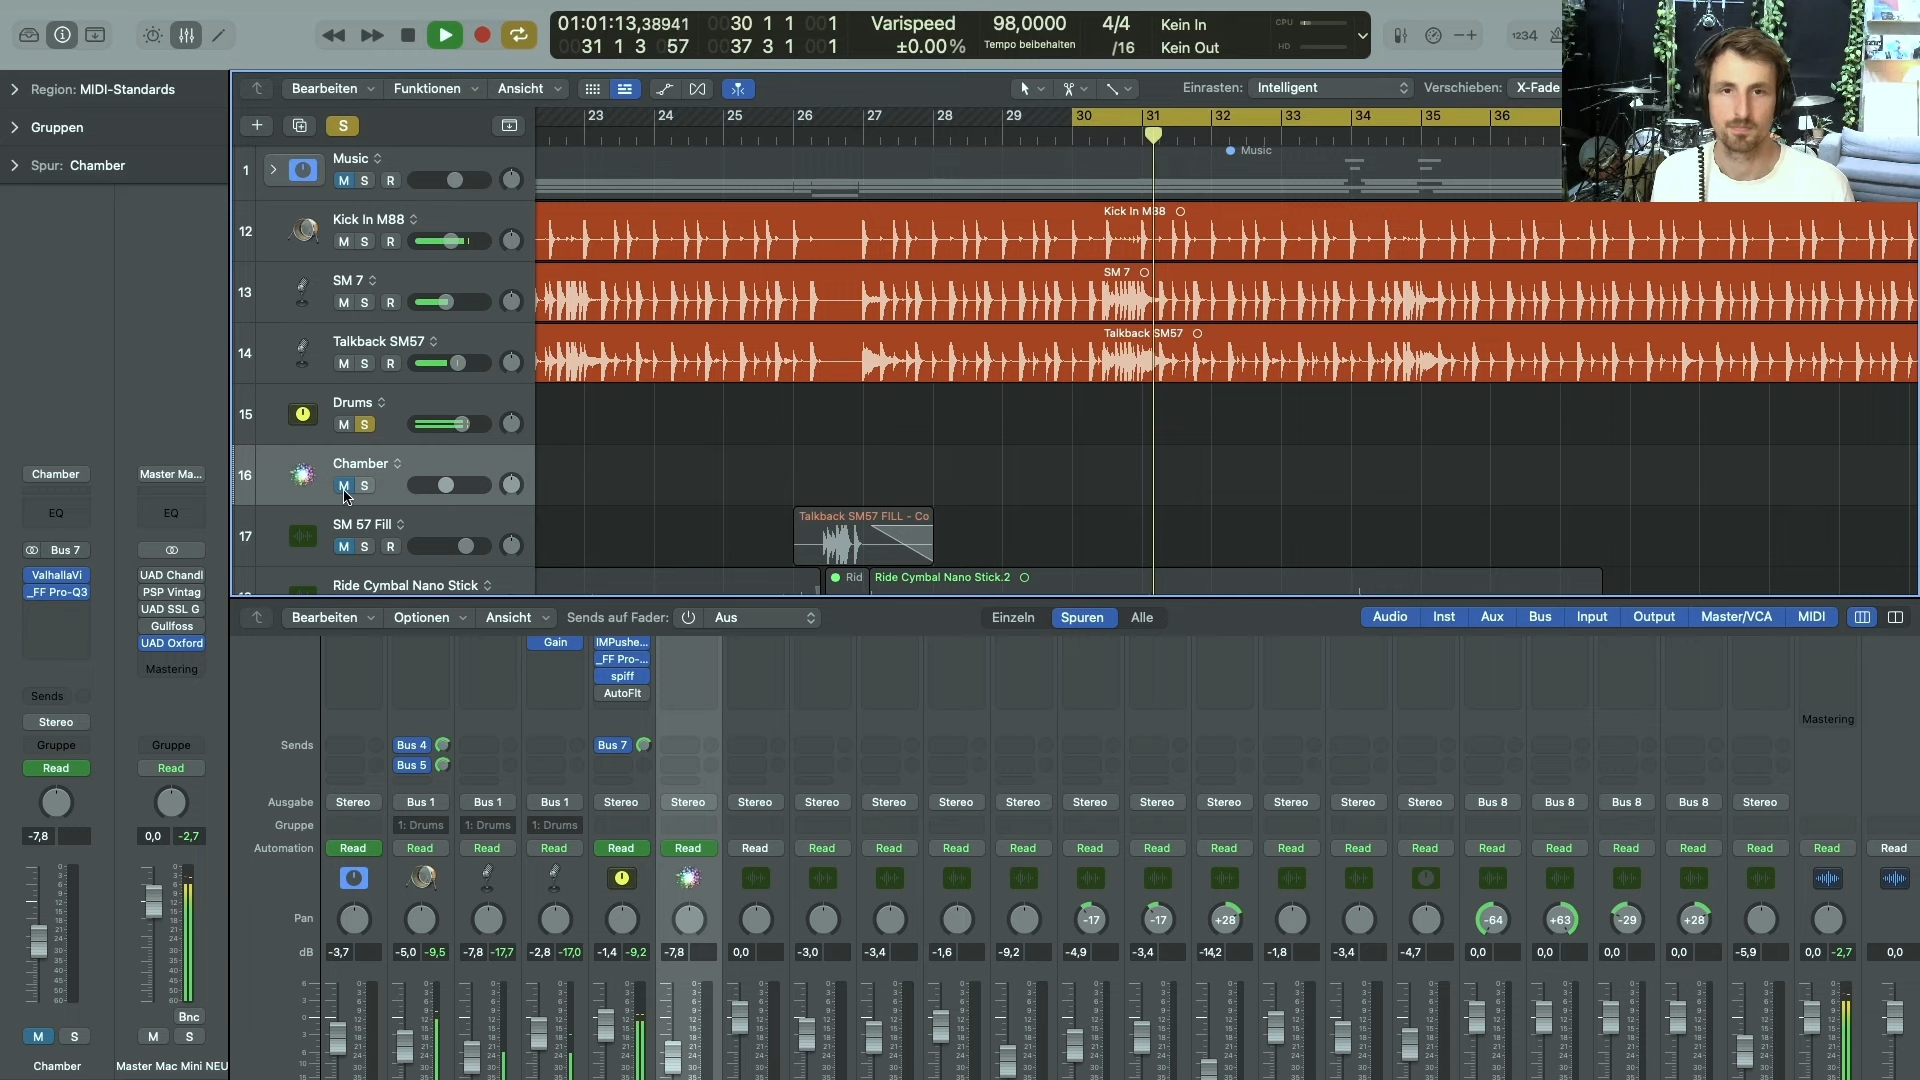 01:01:13,38941
0030 1 1 001
Varispeed
98,0000
4/4
Kein In
CPU
0031 1 3 057
0037 3 1 001
±0.00%
Tempo beibehalten
/16
Kein Out
HD
1234
Region: MIDI-Standards
Gruppen
Spur: Chamber
Bearbeiten
Funktionen
Ansicht
Einrasten: Intelligent
Verschieben: X-Fade
S
23 24 25 26 27 28 29 30 31 32 33 34 35 36
1
Music
M S R
Music
12
Kick In M88
M S R
Kick In M88
13
SM 7
M S R
SM 7
14
Talkback SM57
M S R
Talkback SM57
15
Drums
M S
16
Chamber
M S
17
SM 57 Fill
M S R
Talkback SM57 FILL - Co
Ride Cymbal Nano Stick
Rid
Ride Cymbal Nano Stick.2
Chamber
Master Ma...
EQ
EQ
Bus 7
ValhallaVi
UAD Chandl
_FF Pro-Q3
PSP Vintag
UAD SSL G
Gullfoss
UAD Oxford
Mastering
Sends
Stereo
Gruppe
Gruppe
Read
Read
-7,8
0,0 -2,7
Bnc
M S
M S
Chamber
Master Mac Mini NEU
Bearbeiten
Optionen
Ansicht
Sends auf Fader:
Aus
Einzeln
Spuren
Alle
Audio
Inst
Aux
Bus
Input
Output
Master/VCA
MIDI
Gain
IMPushe...
_FF Pro-...
spiff
AutoFlt
Mastering
Sends
Bus 4
Bus 7
Bus 5
Ausgabe
Stereo Bus 1 Bus 1 Bus 1 Stereo Stereo Stereo Stereo Stereo Stereo Stereo Stereo Stereo Stereo Stereo Stereo Stereo Bus 8 Bus 8 Bus 8 Bus 8 Stereo
Gruppe
1: Drums 1: Drums 1: Drums
Automation
Read Read Read Read Read Read Read Read Read Read Read Read Read Read Read Read Read Read Read Read Read Read Read Read
Pan
-17 -17 +28 -64 +63 -29 +28
dB
-3,7 -5,0 -9,5 -7,8 -17,7 -2,8 -17,0 -1,4 -9,2 -7,8 0,0 -3,0 -3,4 -1,6 -9,2 -4,9 -3,4 -14,2 -1,8 -3,4 -4,7 0,0 0,0 0,0 0,0 -5,9 0,0 -2,7 0,0